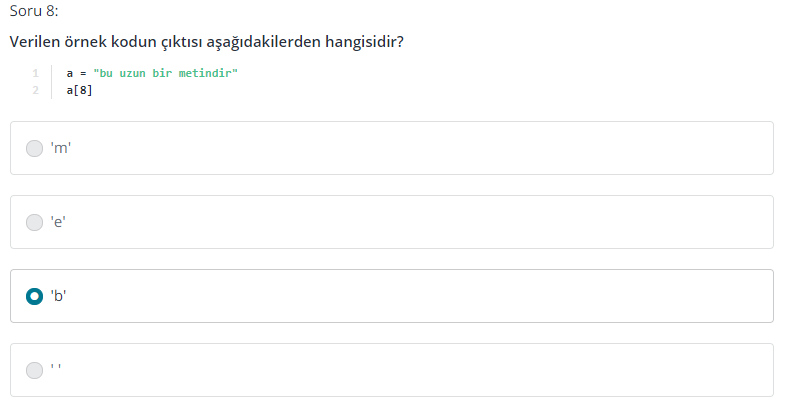 Soru 8:
Verilen örnek kodun çıktısı aşağıdakilerden hangisidir?
1 a = "bu uzun bir metindir"
2 a[8]
'm'
'e'
'b'
' '